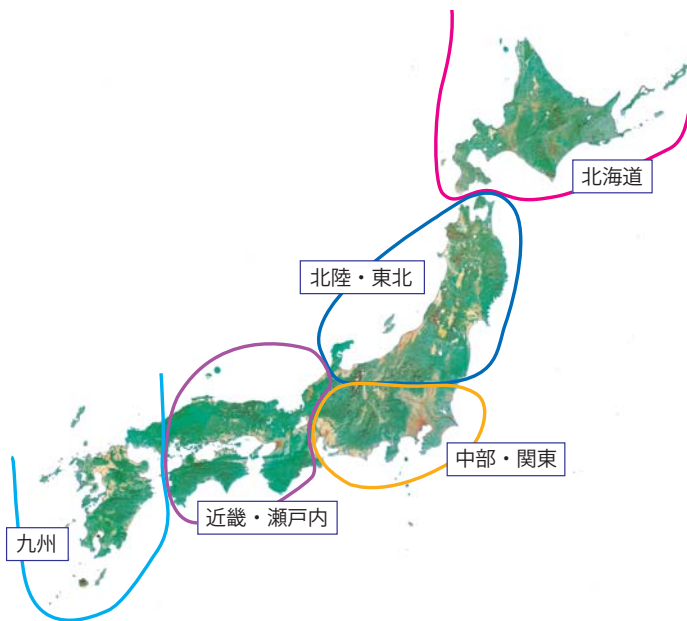 北海道
北陸・東北
中部・関東
近畿・瀬戸内
九州